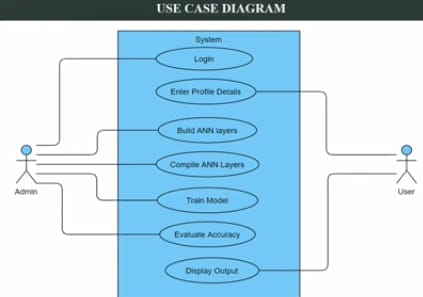 USE CASE DIAGRAM
System
Login
Enter Profile Details
Build ANN layers
Compile ANN Layers
Admin
User
Train Model
Evaluate Accuracy
Display Output